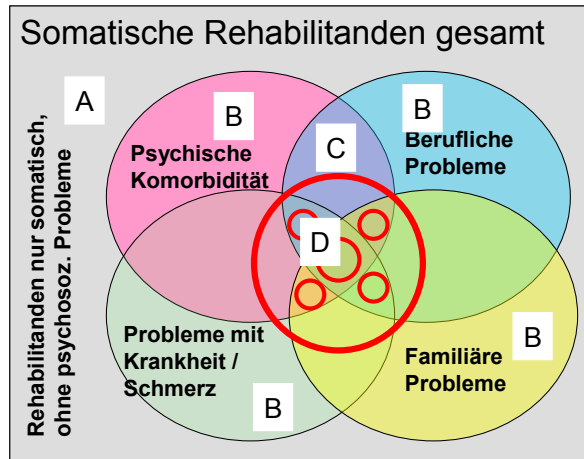 Somatische Rehabilitanden gesamt
Rehabilitanden nur somatisch,
ohne psychosoz. Probleme
A
B
Psychische
Komorbidität
C
B
Berufliche
Probleme
D
Probleme mit
Krankheit /
Schmerz
B
Familiäre
Probleme
B